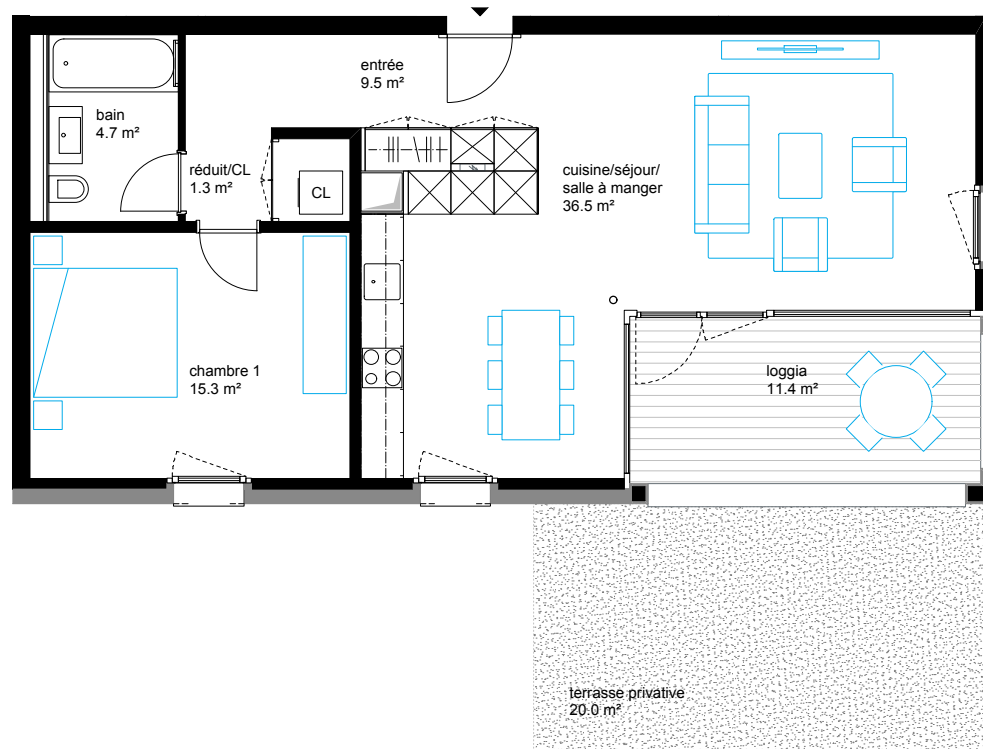 entrée
9.5 m²
bain
4.7 m²
réduit/CL
1.3 m²
CL
cuisine/séjour/
salle à manger
36.5 m²
chambre 1
15.3 m²
loggia
11.4 m²
terrasse privative
20.0 m²